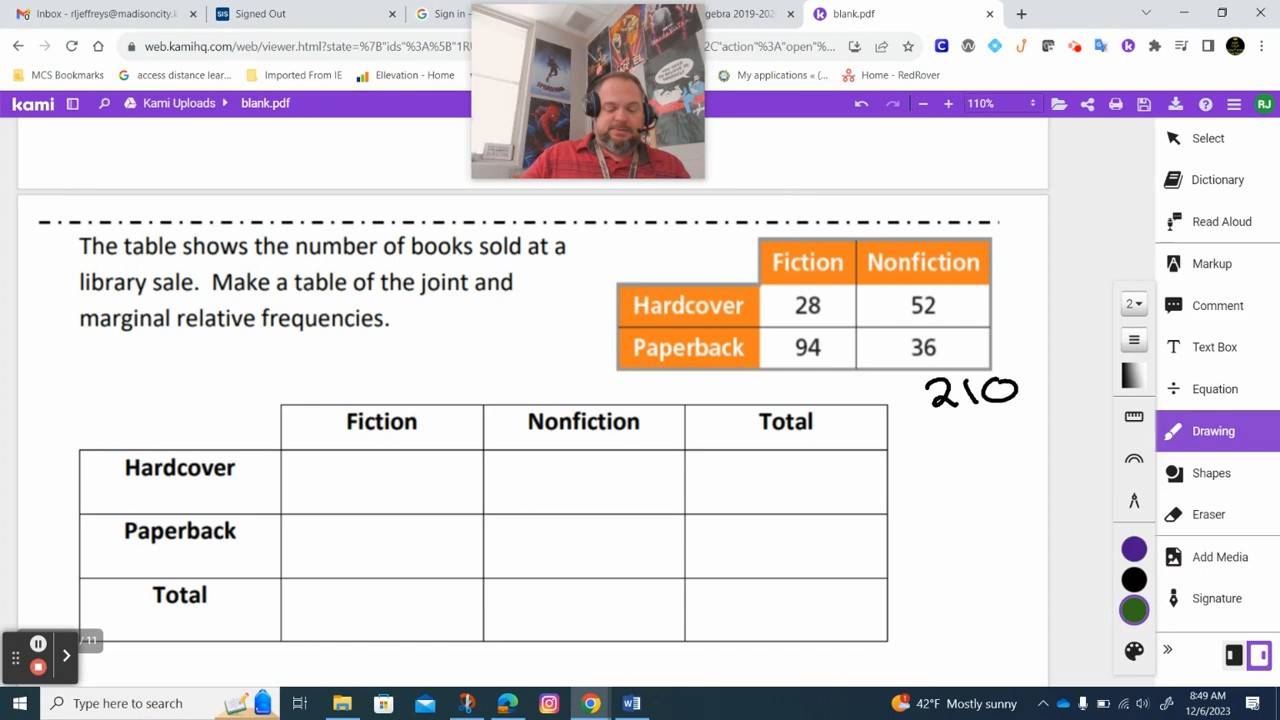 Inbox - rljeffreys@madisoncity.k
Signed Out
Sign in -
gebra 2019-202
blank.pdf
web.kamihq.com/web/viewer.html?state=%7B"ids"%3A%5B"1R
2C"action"%3A"open"%...
MCS Bookmarks
access distance lear...
Imported From IE
Ellevation - Home
My applications « (...
Home - RedRover
kami
Kami Uploads
blank.pdf
110%
RJ
The table shows the number of books sold at a
library sale. Make a table of the joint and
marginal relative frequencies.
Fiction Nonfiction
Hardcover 28 52
Paperback 94 36
210
Fiction Nonfiction Total
Hardcover
Paperback
Total
Select
Dictionary
Read Aloud
Markup
Comment
Text Box
Equation
Drawing
Shapes
Eraser
Add Media
Signature
2
/ 11
Type here to search
42°F Mostly sunny
8:49 AM
12/6/2023